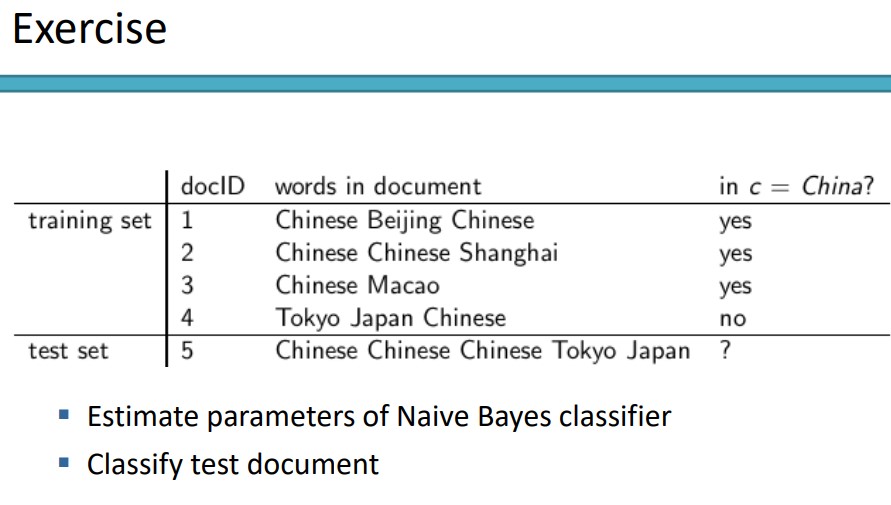 Exercise
docID words in document in c = China?
training set 1 Chinese Beijing Chinese yes
2 Chinese Chinese Shanghai yes
3 Chinese Macao yes
4 Tokyo Japan Chinese no
test set 5 Chinese Chinese Chinese Tokyo Japan ?
▪ Estimate parameters of Naive Bayes classifier
▪ Classify test document